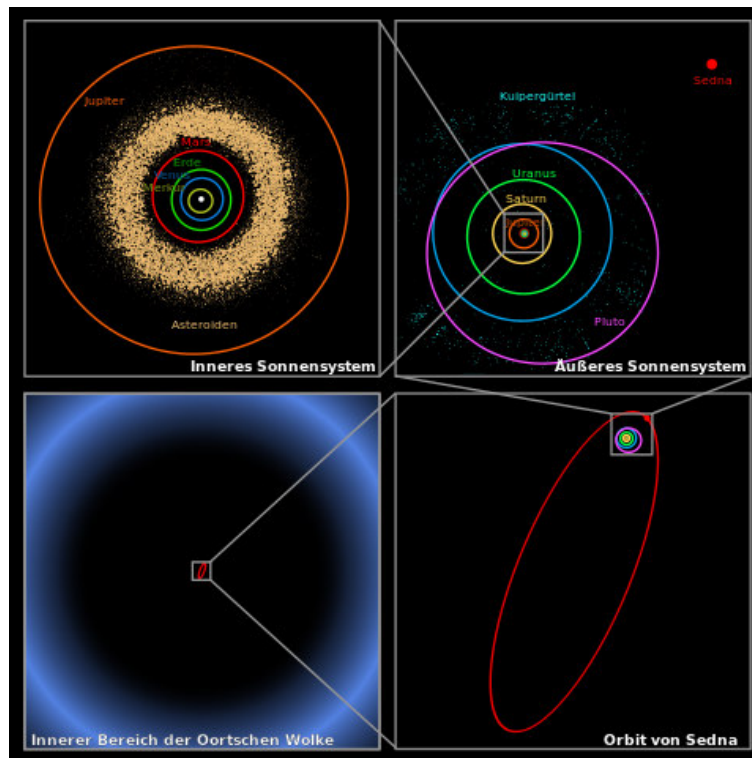 Jupiter
Mars
Erde
Venus
Merkur
Asteroiden
Inneres Sonnensystem
Sedna
Kuipergürtel
Uranus
Saturn
Jupiter
Pluto
Äußeres Sonnensystem
Innerer Bereich der Oortschen Wolke
Orbit von Sedna